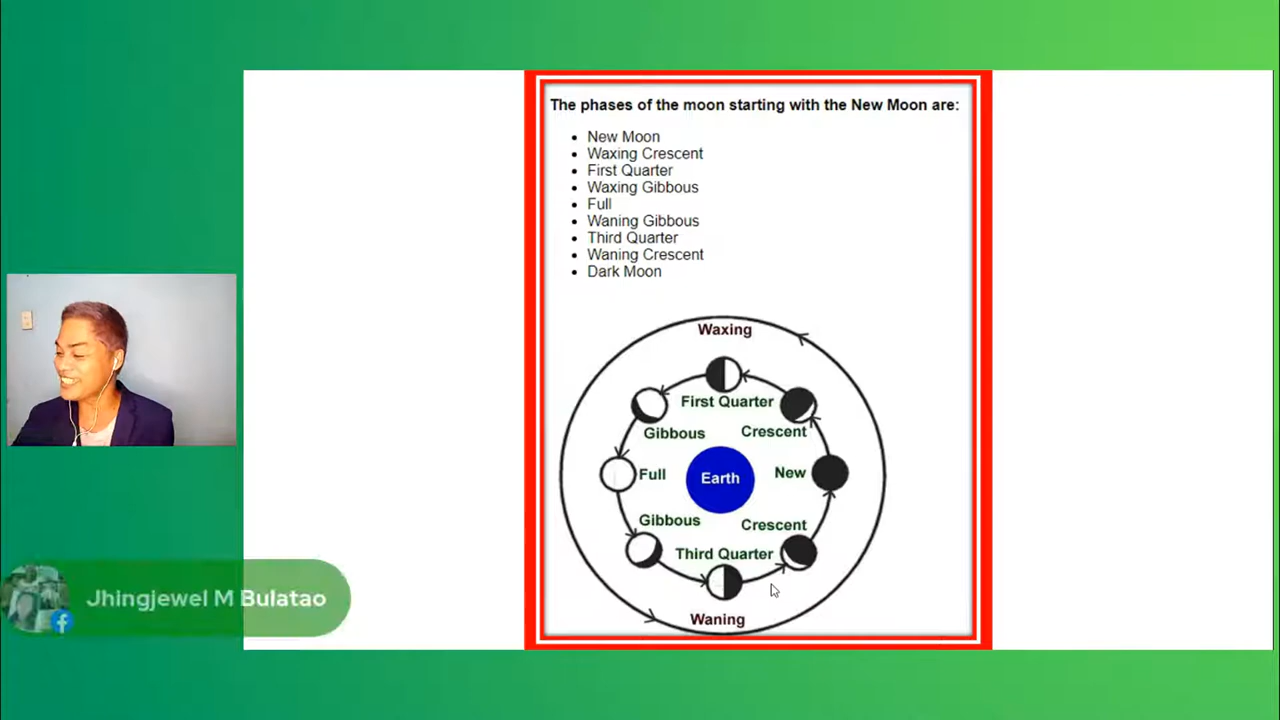 The phases of the moon starting with the New Moon are:
• New Moon
• Waxing Crescent
• First Quarter
• Waxing Gibbous
• Full
• Waning Gibbous
• Third Quarter
• Waning Crescent
• Dark Moon
Waxing
First Quarter
Gibbous
Crescent
Full
Earth
New
Gibbous
Crescent
Third Quarter
Waning
Jhingjewel M Bulatao